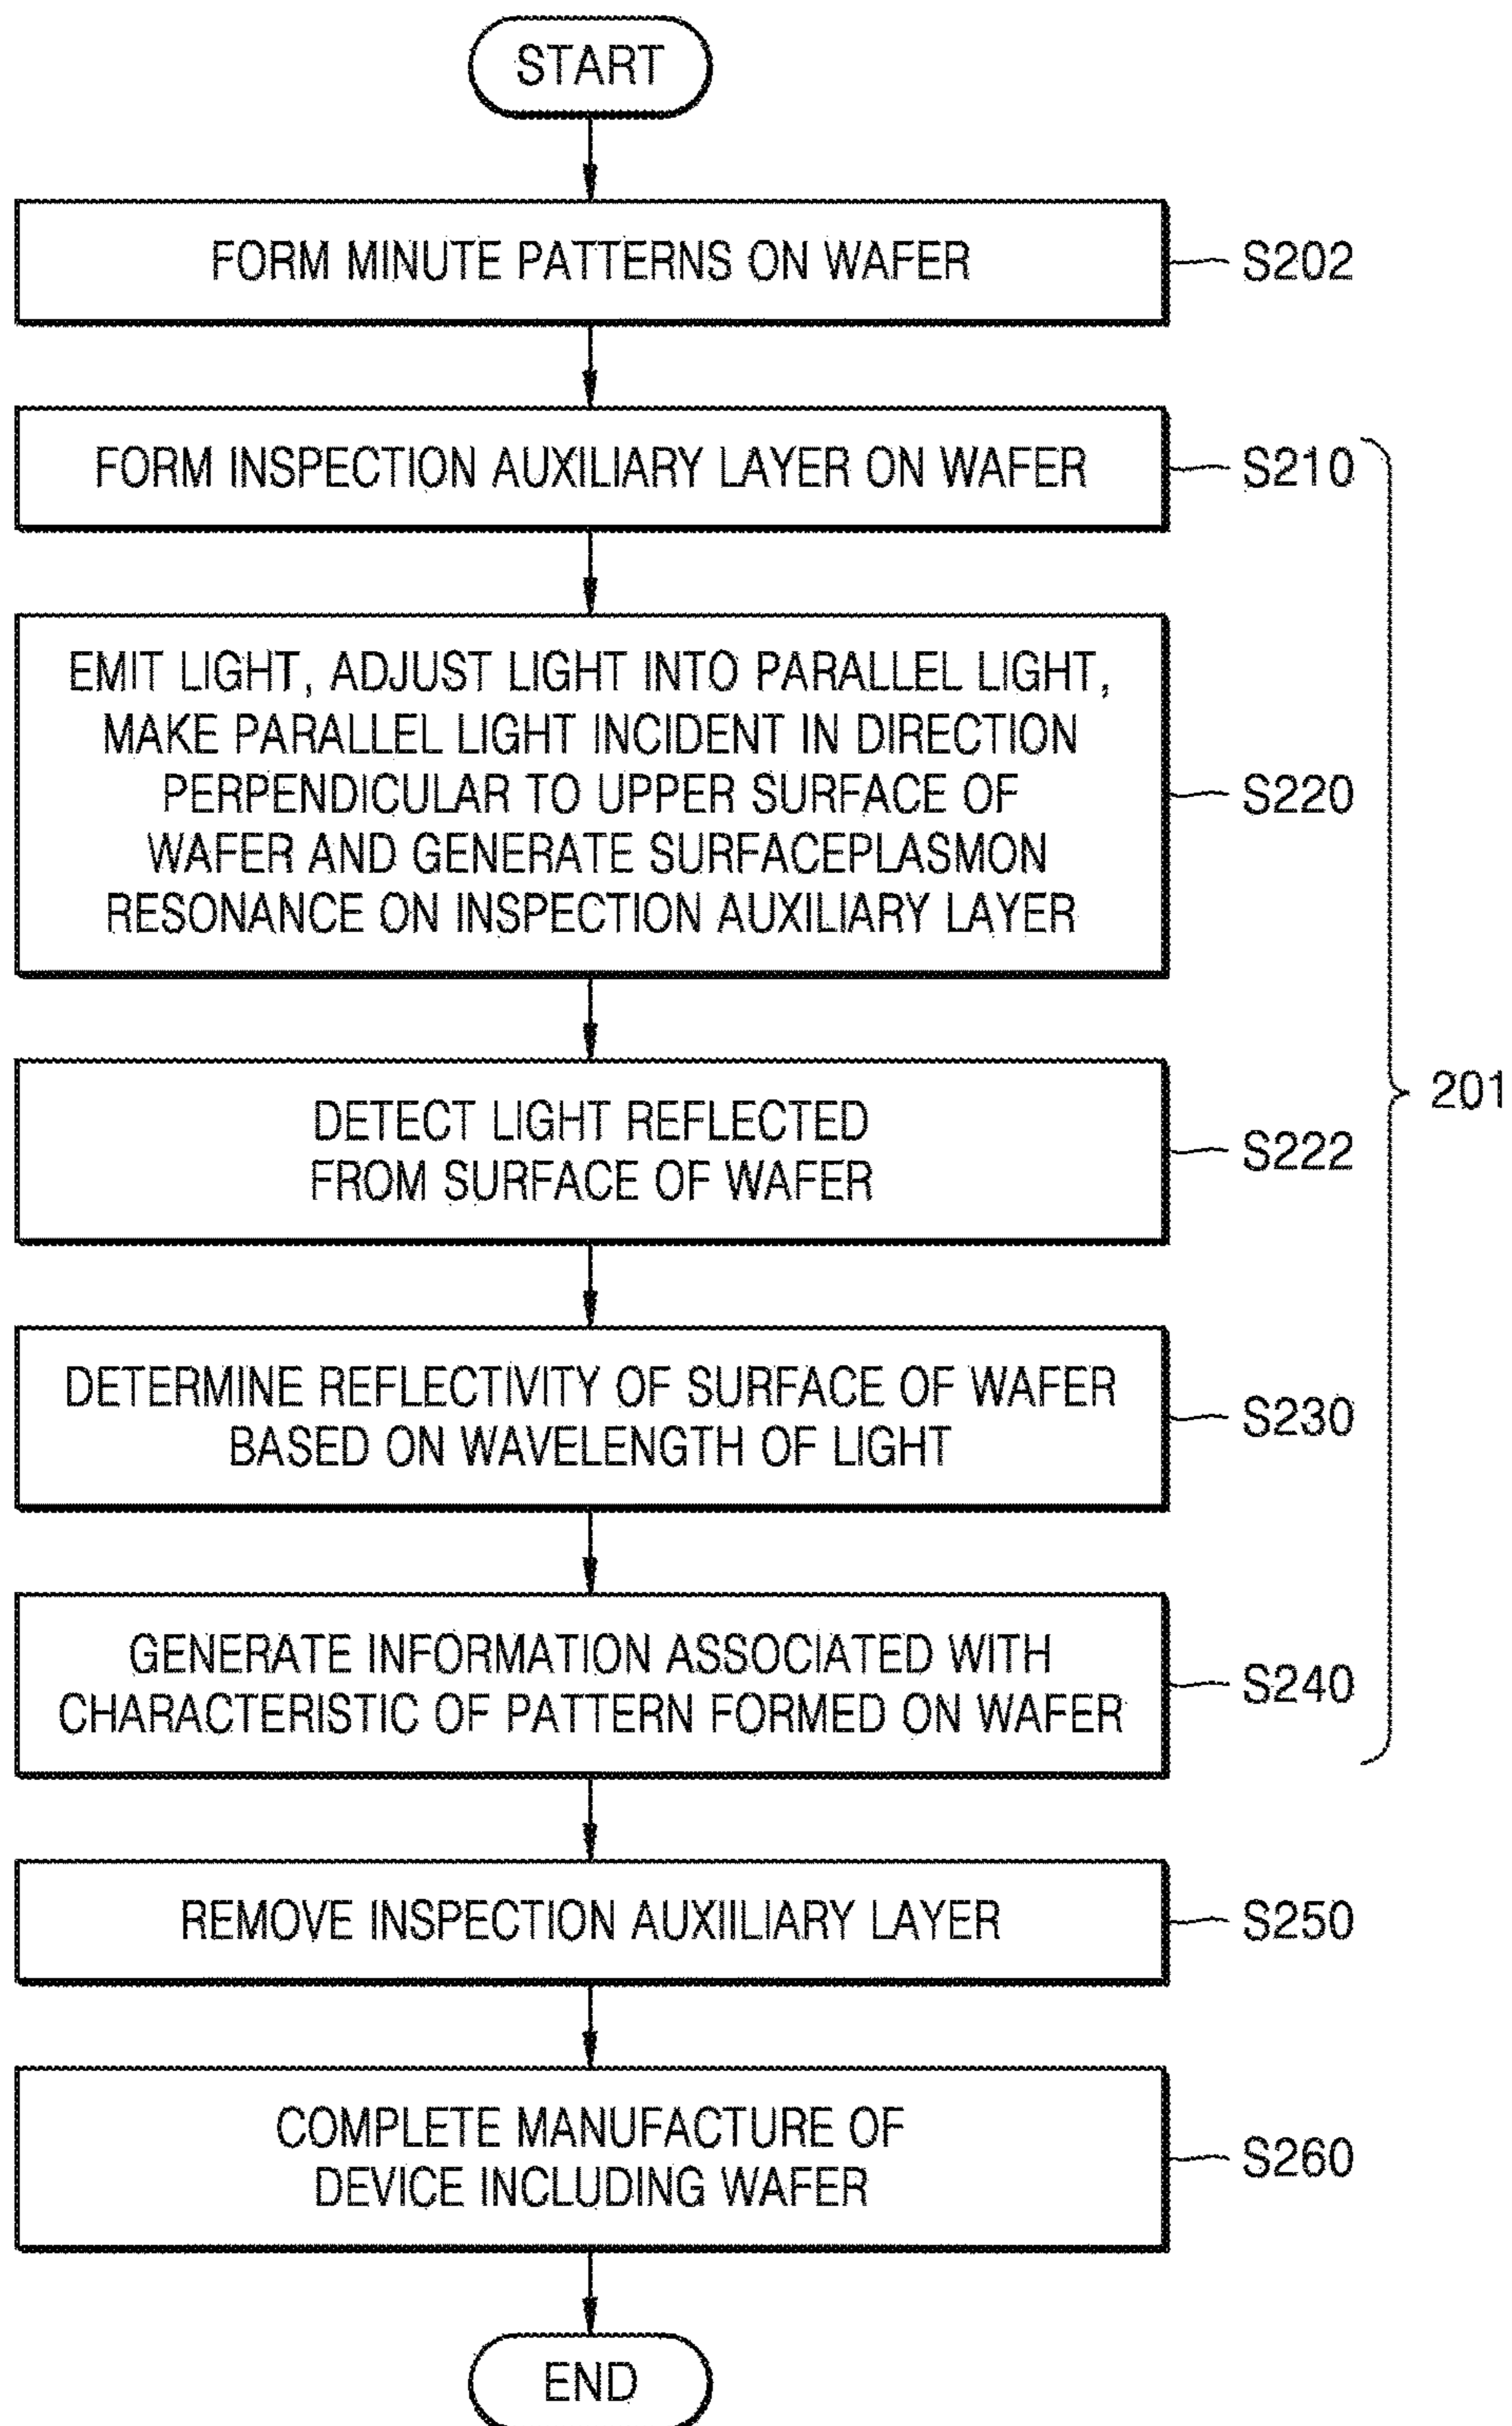 START
FORM MINUTE PATTERNS ON WAFER
S202
FORM INSPECTION AUXILIARY LAYER ON WAFER
S210
EMIT LIGHT, ADJUST LIGHT INTO PARALLEL LIGHT,
MAKE PARALLEL LIGHT INCIDENT IN DIRECTION
PERPENDICULAR TO UPPER SURFACE OF
WAFER AND GENERATE SURFACEPLASMON
RESONANCE ON INSPECTION AUXILIARY LAYER
S220
201
DETECT LIGHT REFLECTED
FROM SURFACE OF WAFER
S222
DETERMINE REFLECTIVITY OF SURFACE OF WAFER
BASED ON WAVELENGTH OF LIGHT
S230
GENERATE INFORMATION ASSOCIATED WITH
CHARACTERISTIC OF PATTERN FORMED ON WAFER
S240
REMOVE INSPECTION AUXIILIARY LAYER
S250
COMPLETE MANUFACTURE OF
DEVICE INCLUDING WAFER
S260
END